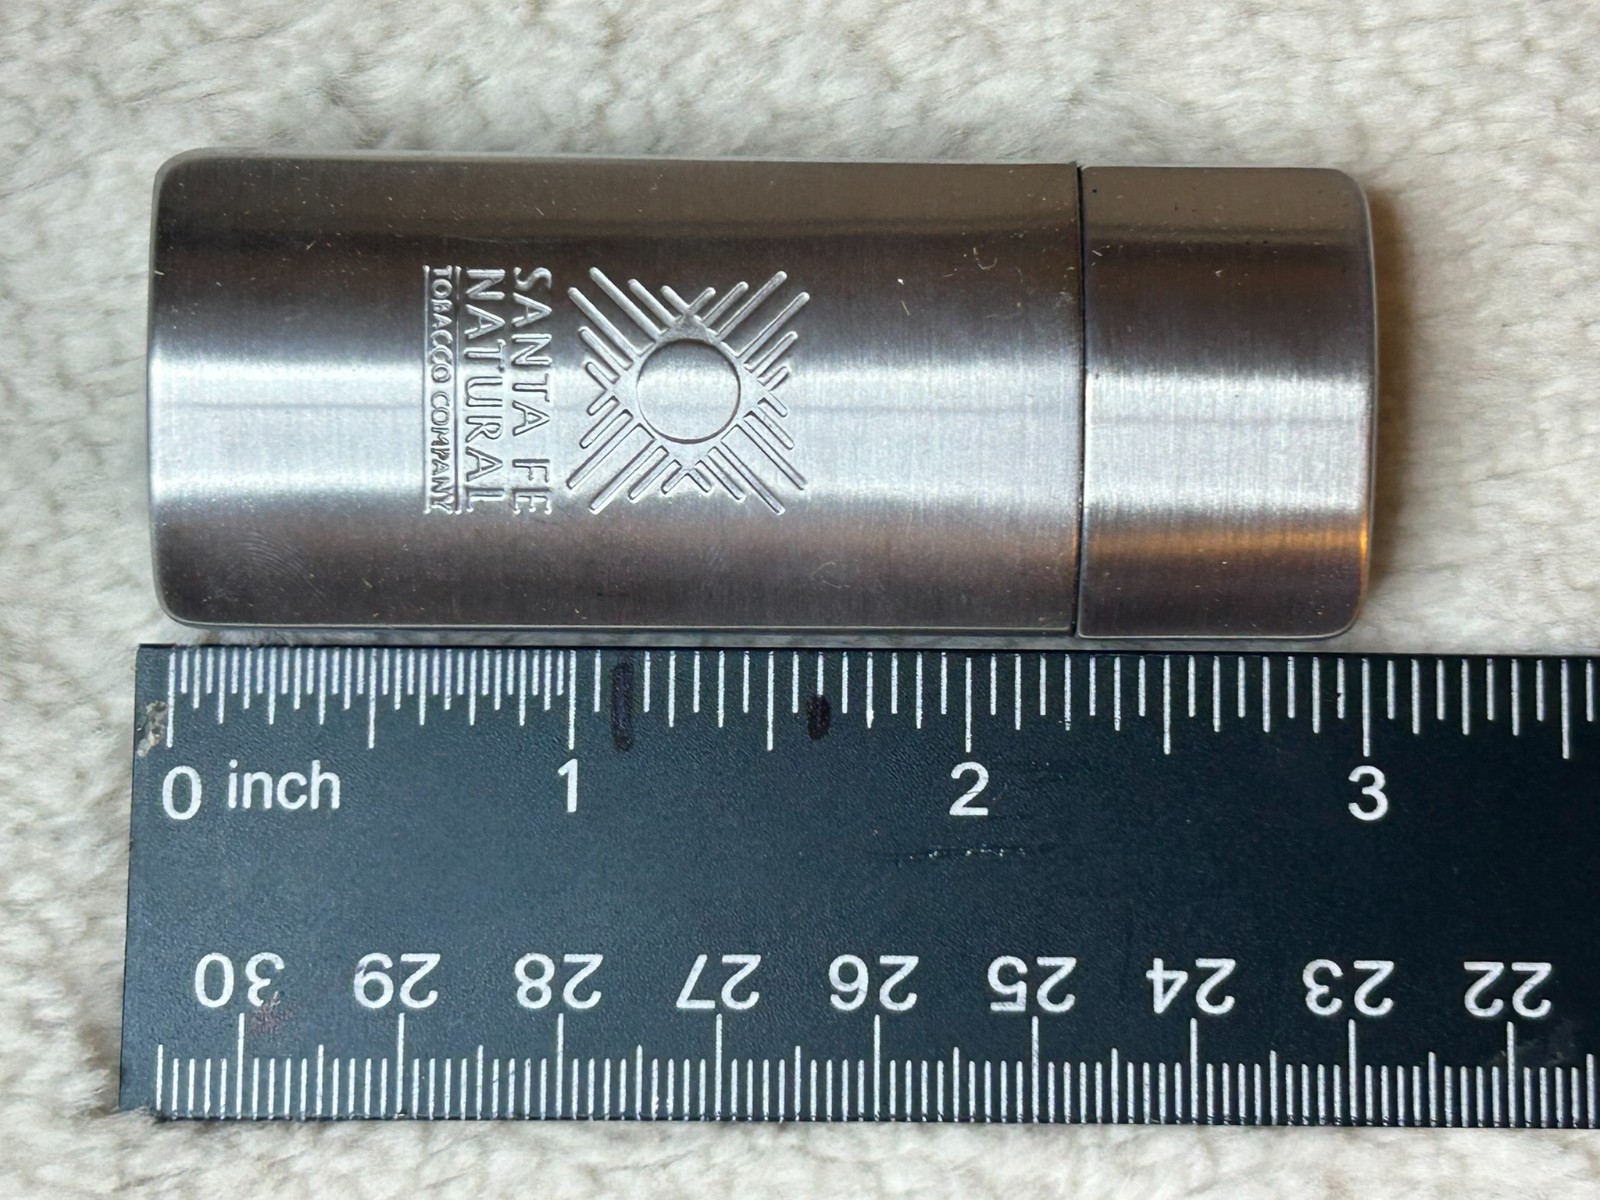 SANTA FE
NATURAL
TOBACCO COMPANY
0 inch 1 2 3
30 29 28 27 26 25 24 23 22